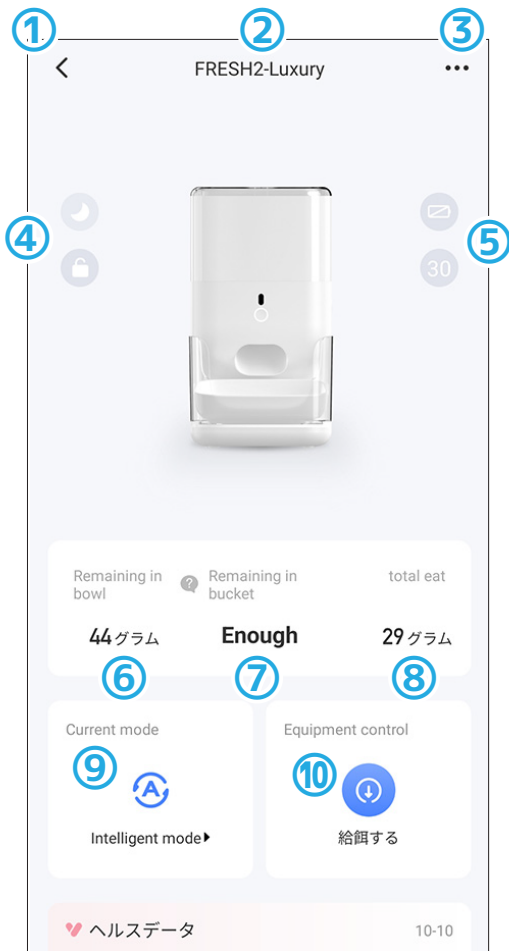 ① ② ③
FRESH2-Luxury
④ ⑤
30
Remaining in bowl
? Remaining in bucket
total eat
44グラム Enough 29グラム
⑥ ⑦ ⑧
Current mode Equipment control
⑨ ⑩
A
Intelligent mode 給餌する
ヘルスデータ 10-10